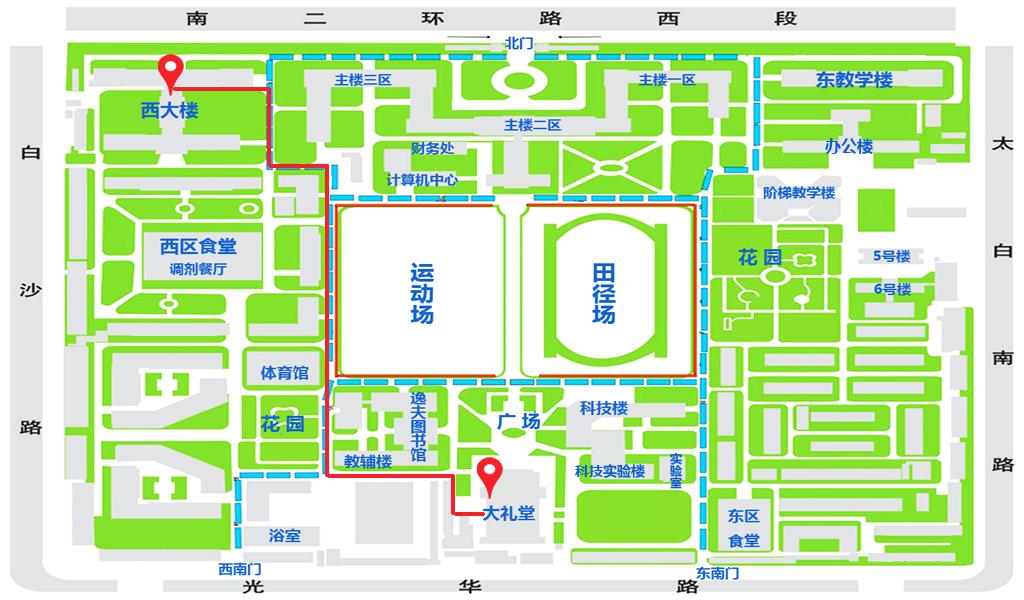 南二环路西段
北门
主楼三区
主楼一区
东教学楼
西大楼
主楼二区
办公楼
财务处
计算机中心
阶梯教学楼
白沙路
太白南路
西区食堂
调剂餐厅
运动场
田径场
花园
5号楼
6号楼
体育馆
花园
逸夫图书馆
广场
科技楼
教辅楼
科技实验楼
实验室
大礼堂
东区
食堂
浴室
西南门
东南门
光华路